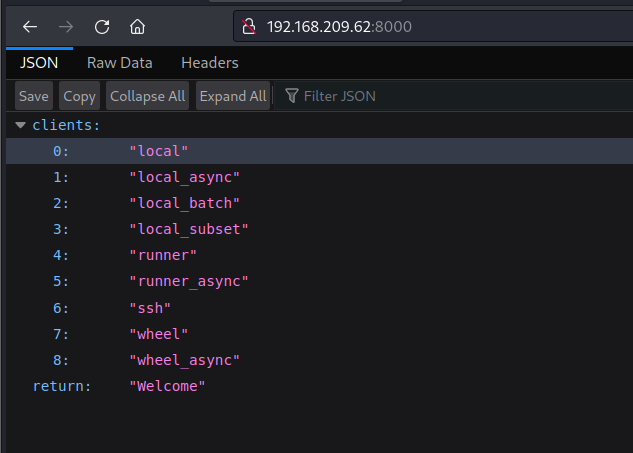 192.168.209.62:8000
JSON Raw Data Headers
Save Copy Collapse All Expand All Filter JSON
clients:
0: "local"
1: "local_async"
2: "local_batch"
3: "local_subset"
4: "runner"
5: "runner_async"
6: "ssh"
7: "wheel"
8: "wheel_async"
return: "Welcome"